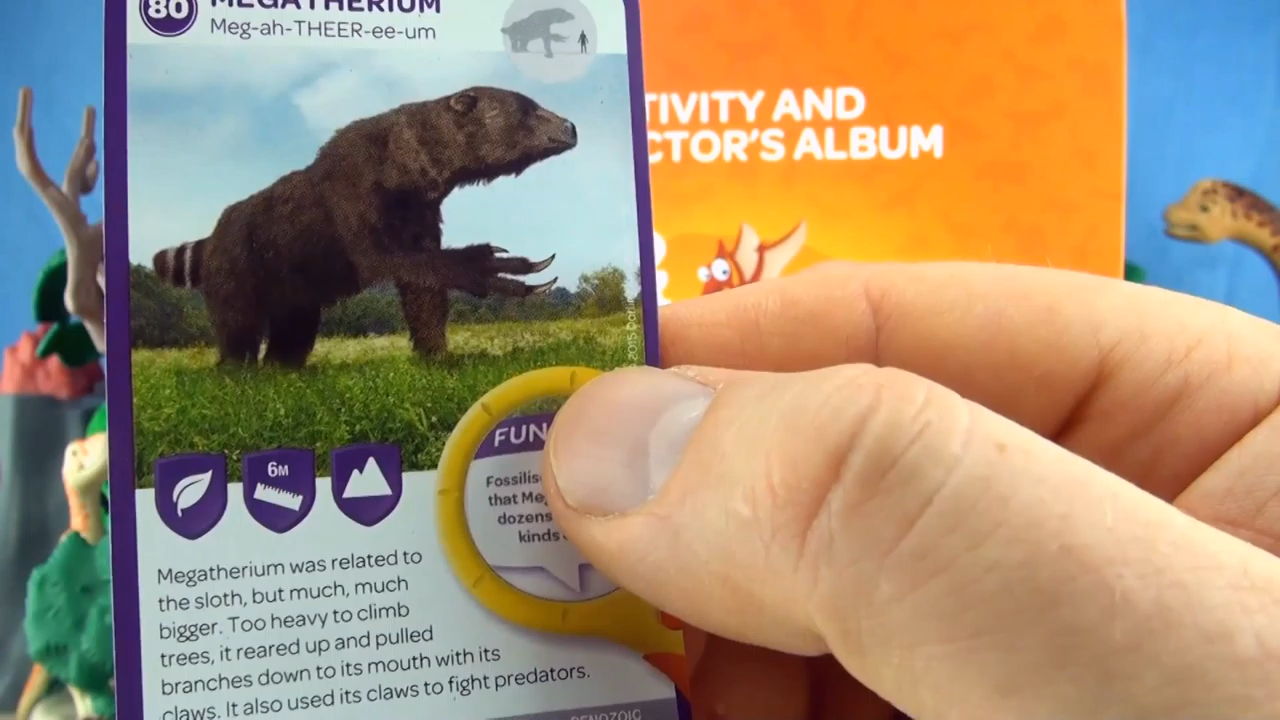 80
MEGATHERIUM
Meg-ah-THEER-ee-um
TIVITY AND
CTOR'S ALBUM
6M
FUN
Fossilis
that Meg
dozens
kinds
Megatherium was related to
the sloth, but much, much
bigger. Too heavy to climb
trees, it reared up and pulled
branches down to its mouth with its
claws. It also used its claws to fight predators.